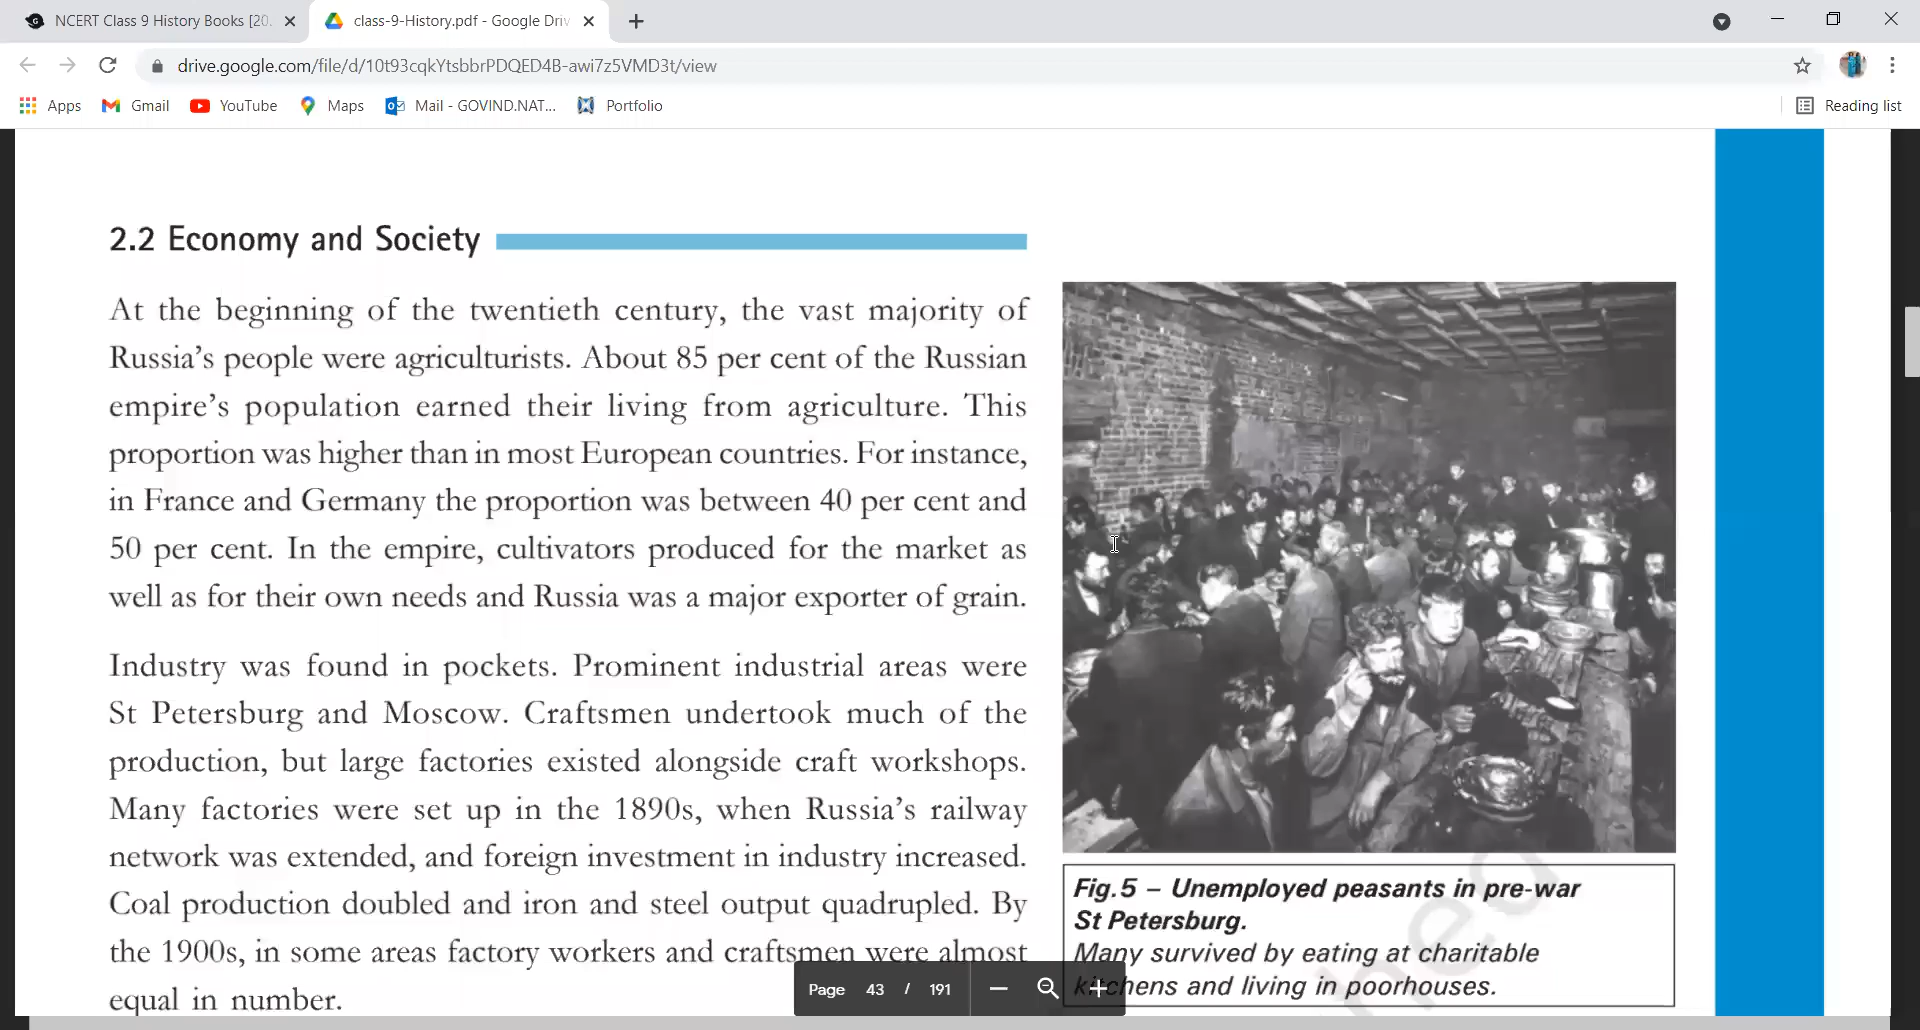 NCERT Class 9 History Books [20
class-9-History.pdf - Google Driv
drive.google.com/file/d/10t93cqkYtsbbrPDQED4B-awi7z5VMD3t/view
Apps
Gmail
YouTube
Maps
Mail - GOVIND.NAT...
Portfolio
Reading list
2.2 Economy and Society
At the beginning of the twentieth century, the vast majority of
Russia's people were agriculturists. About 85 per cent of the Russian
empire's population earned their living from agriculture. This
proportion was higher than in most European countries. For instance,
in France and Germany the proportion was between 40 per cent and
50 per cent. In the empire, cultivators produced for the market as
well as for their own needs and Russia was a major exporter of grain.
Industry was found in pockets. Prominent industrial areas were
St Petersburg and Moscow. Craftsmen undertook much of the
production, but large factories existed alongside craft workshops.
Many factories were set up in the 1890s, when Russia's railway
network was extended, and foreign investment in industry increased.
Coal production doubled and iron and steel output quadrupled. By
the 1900s, in some areas factory workers and craftsmen were almost
equal in number.
Fig.5 – Unemployed peasants in pre-war
St Petersburg.
Many survived by eating at charitable
kitchens and living in poorhouses.
Page 43 / 191